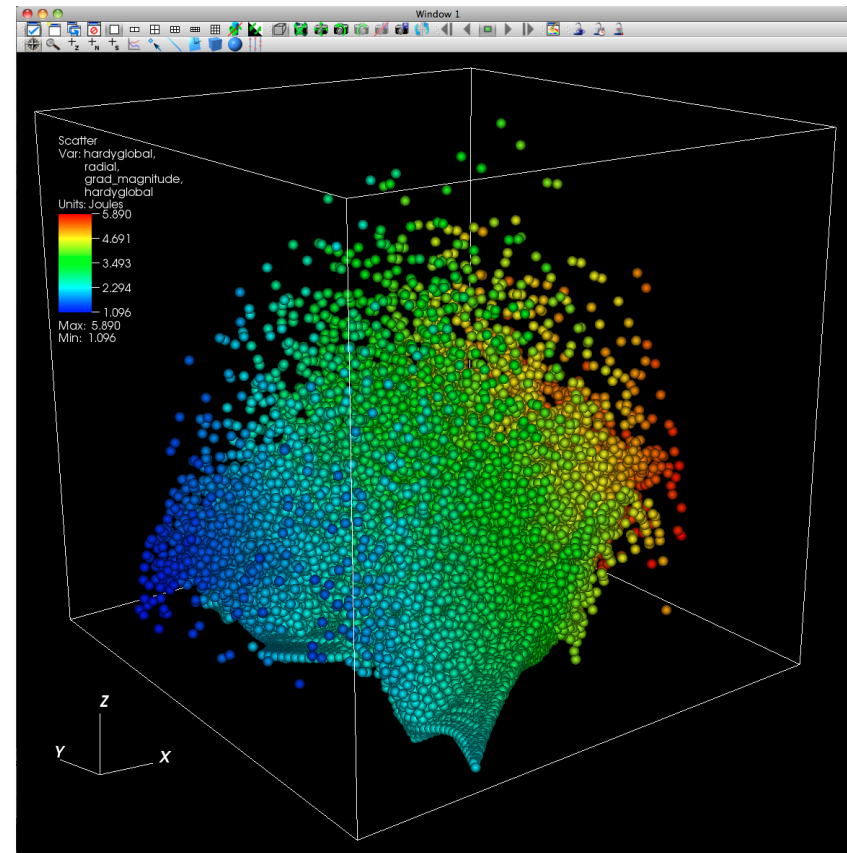 Window 1
Scatter
Var: hardyglobal,
radial,
grad_magnitude,
hardyglobal
Units: Joules
5.890
4.691
3.493
2.294
1.096
Max: 5.890
Min: 1.096
Z
Y
X